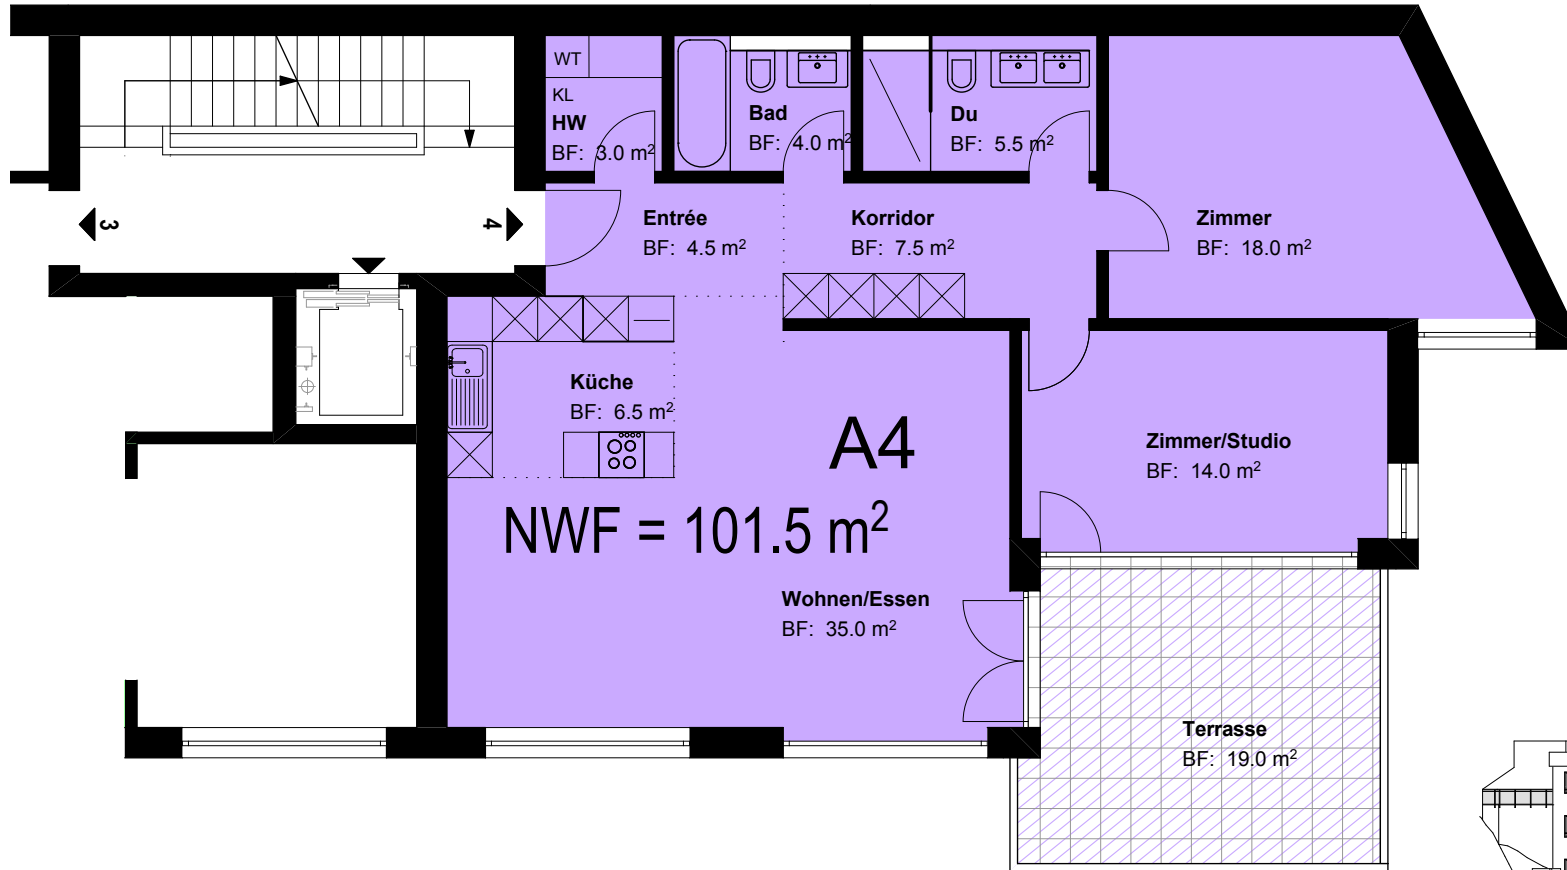 WT
KL
HW
BF: 3.0 m²
Bad
BF: 4.0 m²
Du
BF: 5.5 m²
3
4
Entrée
BF: 4.5 m²
Korridor
BF: 7.5 m²
Zimmer
BF: 18.0 m²
Küche
BF: 6.5 m²
A4
Zimmer/Studio
BF: 14.0 m²
NWF = 101.5 m²
Wohnen/Essen
BF: 35.0 m²
Terrasse
BF: 19.0 m²